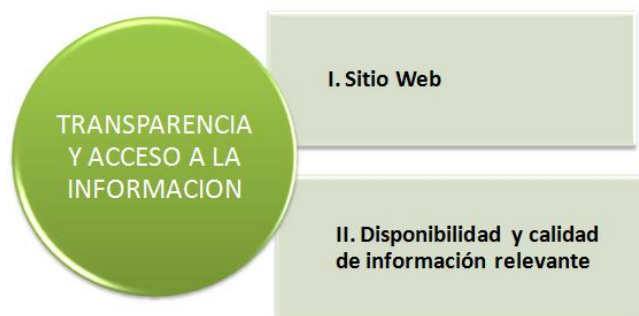 TRANSPARENCIA
Y ACCESO A LA
INFORMACION
I. Sitio Web
II. Disponibilidad y calidad
de información relevante